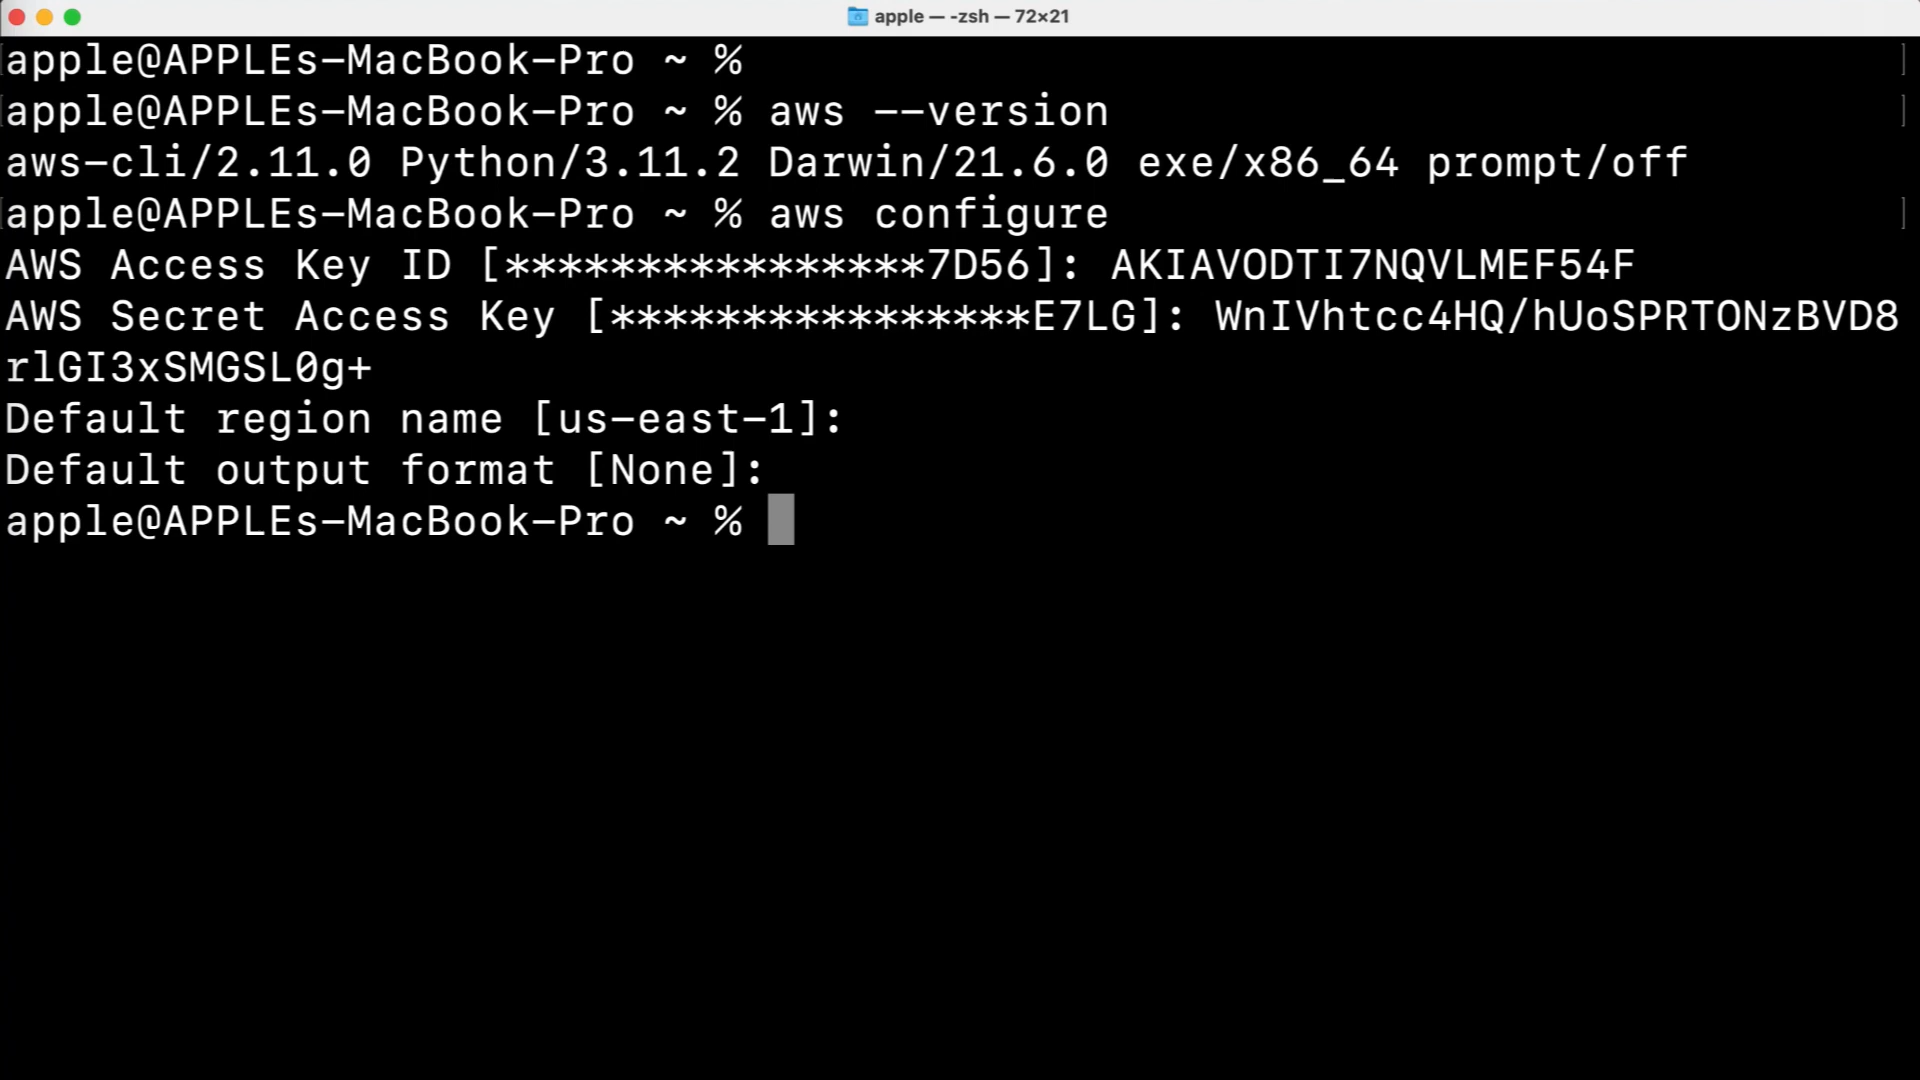 apple — -zsh — 72×21
apple@APPLEs-MacBook-Pro ~ %
apple@APPLEs-MacBook-Pro ~ % aws --version
aws-cli/2.11.0 Python/3.11.2 Darwin/21.6.0 exe/x86_64 prompt/off
apple@APPLEs-MacBook-Pro ~ % aws configure
AWS Access Key ID [****************7D56]: AKIAVODTI7NQVLMEF54F
AWS Secret Access Key [****************E7LG]: WnIVhtcc4HQ/hUoSPRTONzBVD8
rlGI3xSMGSL0g+
Default region name [us-east-1]:
Default output format [None]:
apple@APPLEs-MacBook-Pro ~ %